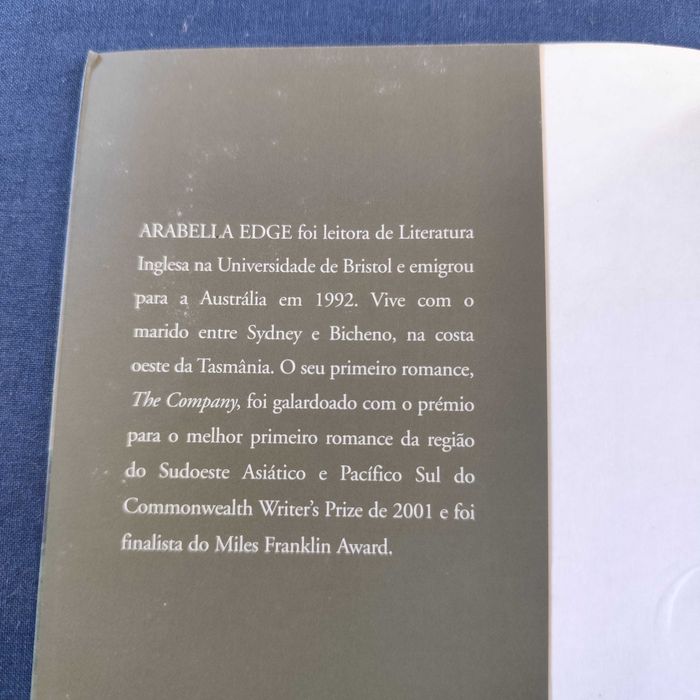 ARABELLA EDGE foi leitora de Literatura
Inglesa na Universidade de Bristol e emigrou
para a Austrália em 1992. Vive com o
marido entre Sydney e Bicheno, na costa
oeste da Tasmânia. O seu primeiro romance,
The Company, foi galardoado com o prémio
para o melhor primeiro romance da região
do Sudoeste Asiático e Pacífico Sul do
Commonwealth Writer's Prize de 2001 e foi
finalista do Miles Franklin Award.